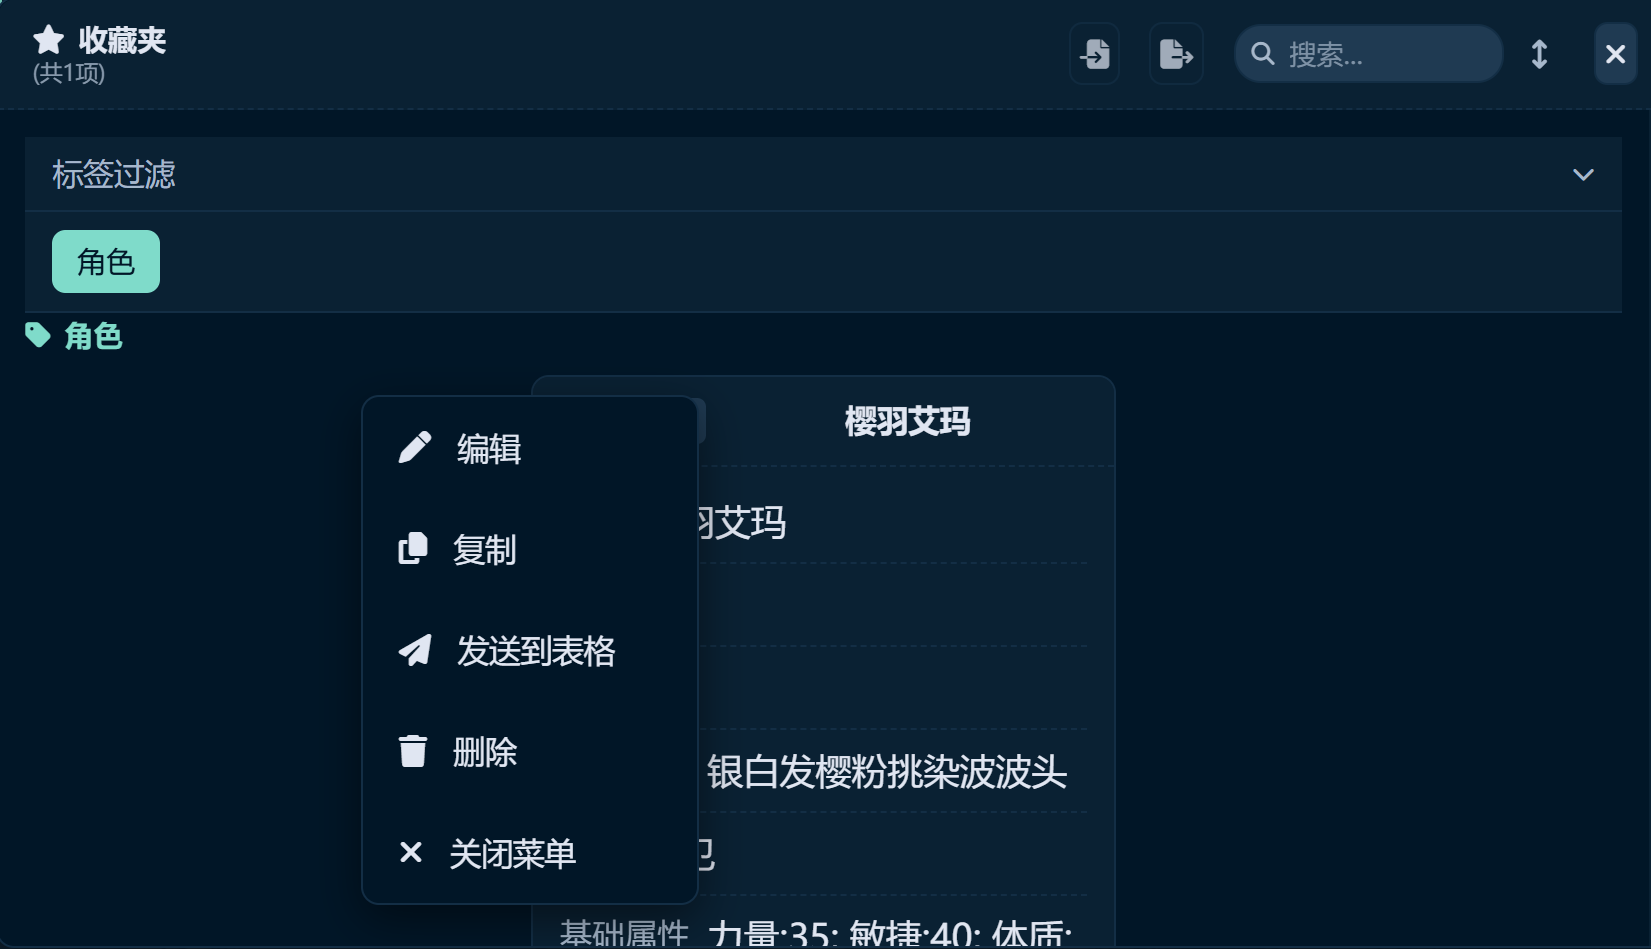 收藏夹
(共1项)
搜索...
标签过滤
角色
角色
樱羽艾玛
编辑
羽艾玛
复制
发送到表格
银白发樱粉挑染波波头
删除
关闭菜单
基础属性 力量:35; 敏捷:40; 体质: